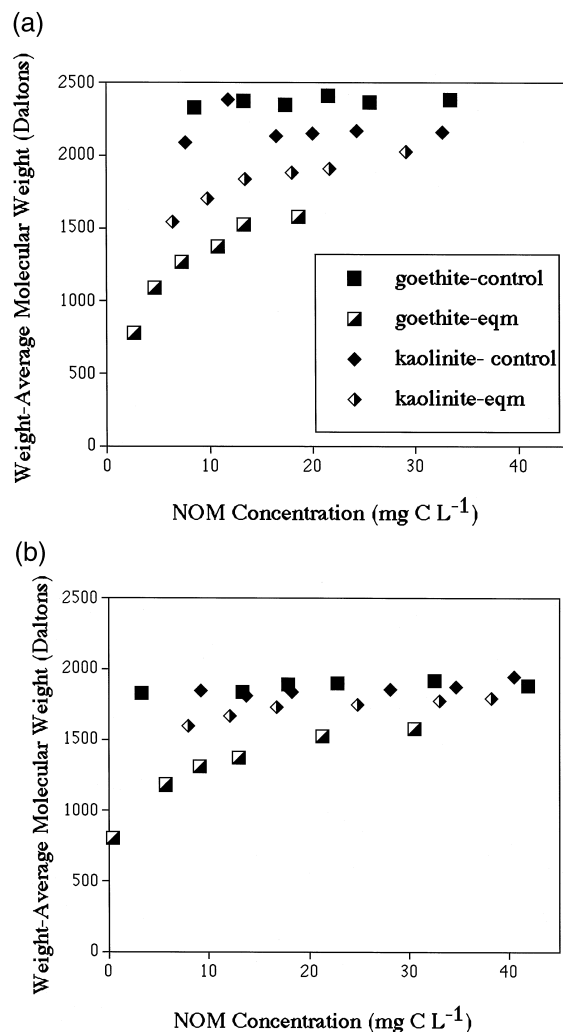 (a)
Weight-Average Molecular Weight (Daltons)
2500
2000
1500
1000
500
0
goethite-control
goethite-eqm
kaolinite- control
kaolinite-eqm
0 10 20 30 40
NOM Concentration (mg C L⁻¹)
(b)
Weight-Average Molecular Weight (Daltons)
2500
2000
1500
1000
500
0
0 10 20 30 40
NOM Concentration (mg C L⁻¹)